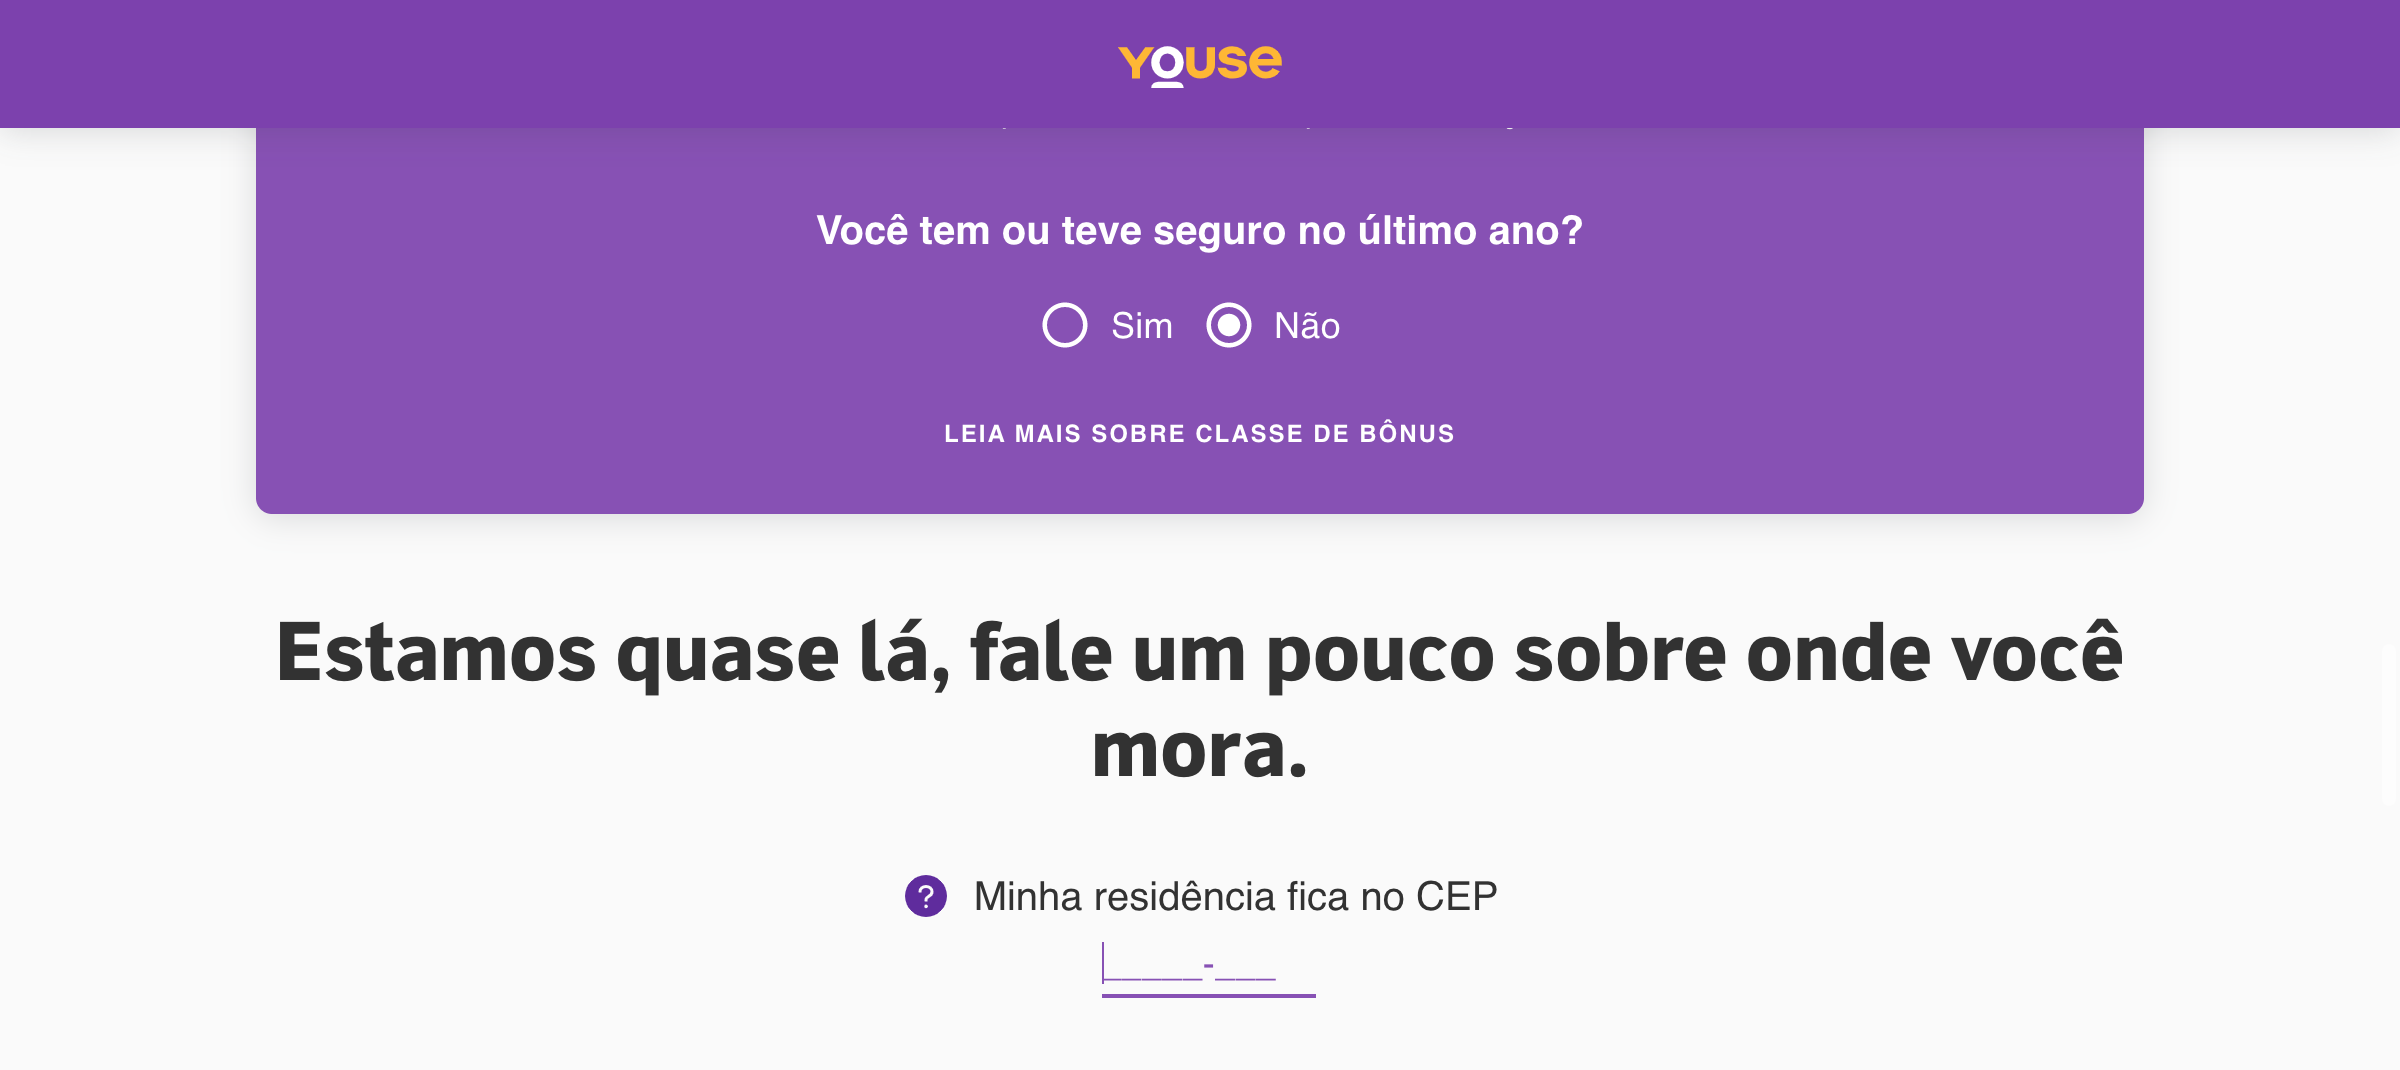 YOUSE
Você tem ou teve seguro no último ano?
Sim Não
LEIA MAIS SOBRE CLASSE DE BÔNUS
Estamos quase lá, fale um pouco sobre onde você
mora.
? Minha residência fica no CEP
_____-___